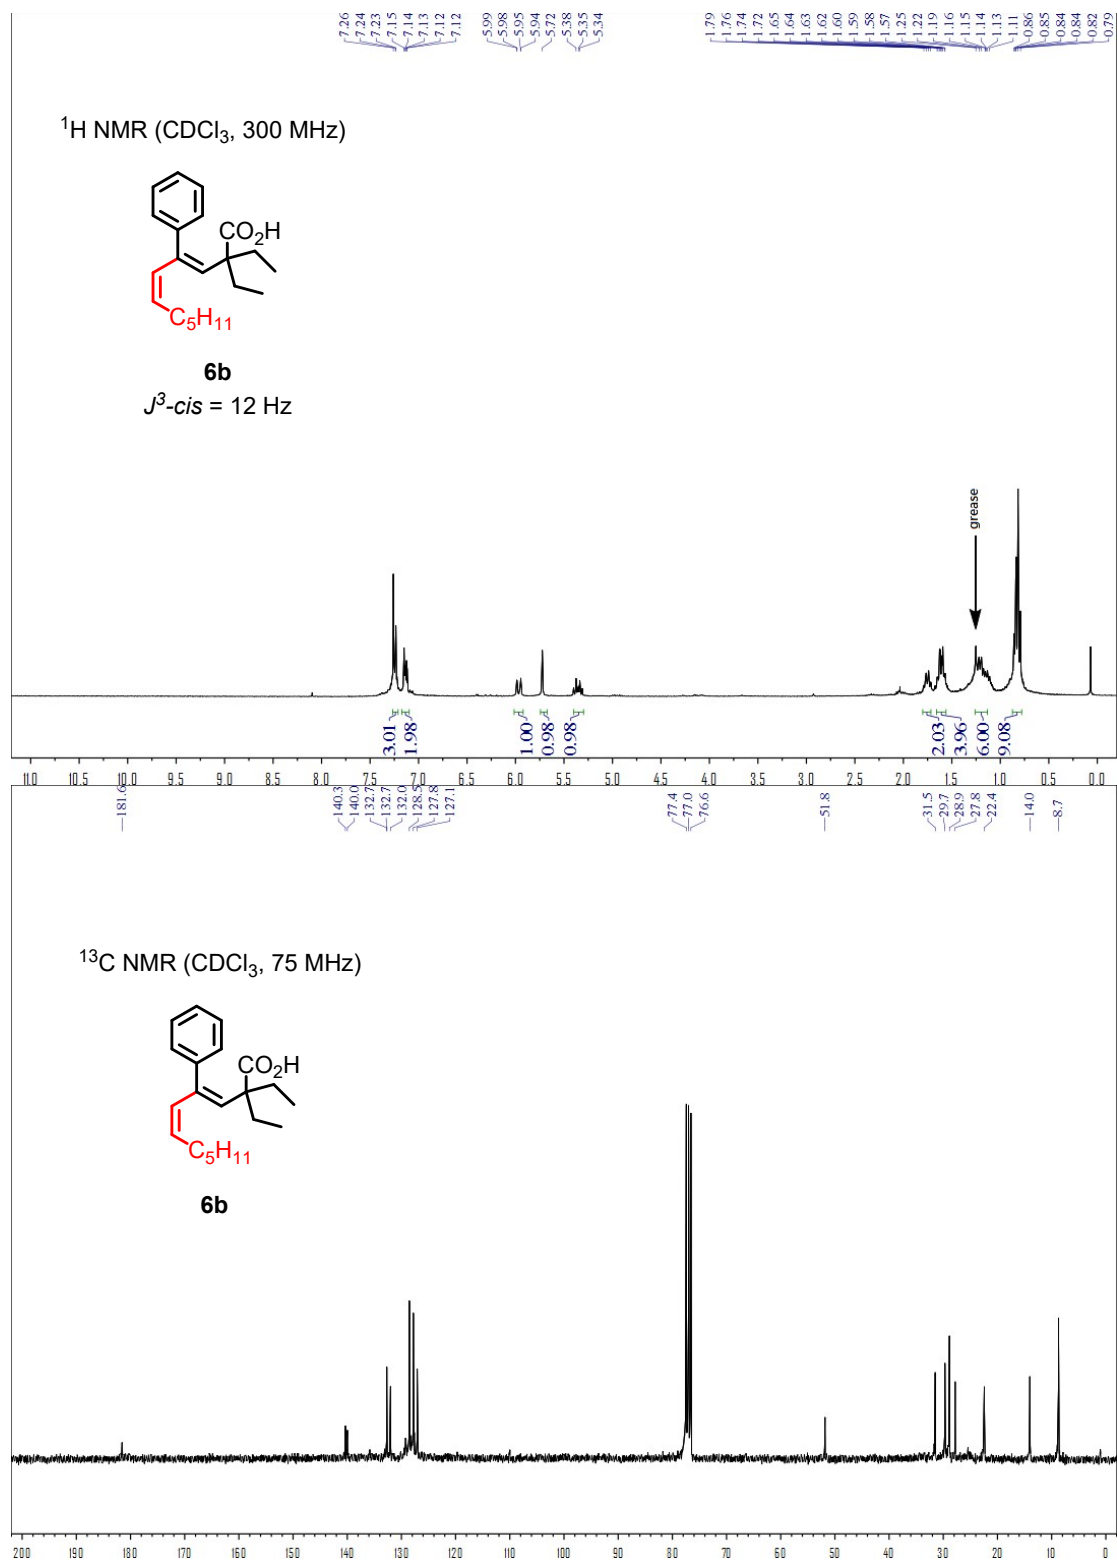 7.26 7.24 7.23 7.15 7.14 7.13 7.12 7.12 5.99 5.98 5.95 5.94 5.72 5.38 5.35 5.34 1.79 1.76 1.74 1.72 1.65 1.64 1.63 1.62 1.60 1.59 1.58 1.57 1.25 1.22 1.19 1.16 1.15 1.14 1.13 1.11 0.86 0.85 0.84 0.84 0.82 0.79
¹H NMR (CDCl₃, 300 MHz)
CO₂H
C₅H₁₁
6b
J³-cis = 12 Hz
grease
3.01 1.98 1.00 0.98 0.98 2.03 3.96 6.00 9.08
11.0 10.5 10.0 9.5 9.0 8.5 8.0 7.5 7.0 6.5 6.0 5.5 5.0 4.5 4.0 3.5 3.0 2.5 2.0 1.5 1.0 0.5 0.0
181.6 140.3 140.0 132.7 132.7 132.0 128.5 127.8 127.1 77.4 77.0 76.6 51.8 31.5 29.7 28.9 27.8 22.4 14.0 8.7
¹³C NMR (CDCl₃, 75 MHz)
CO₂H
C₅H₁₁
6b
200 190 180 170 160 150 140 130 120 110 100 90 80 70 60 50 40 30 20 10 0